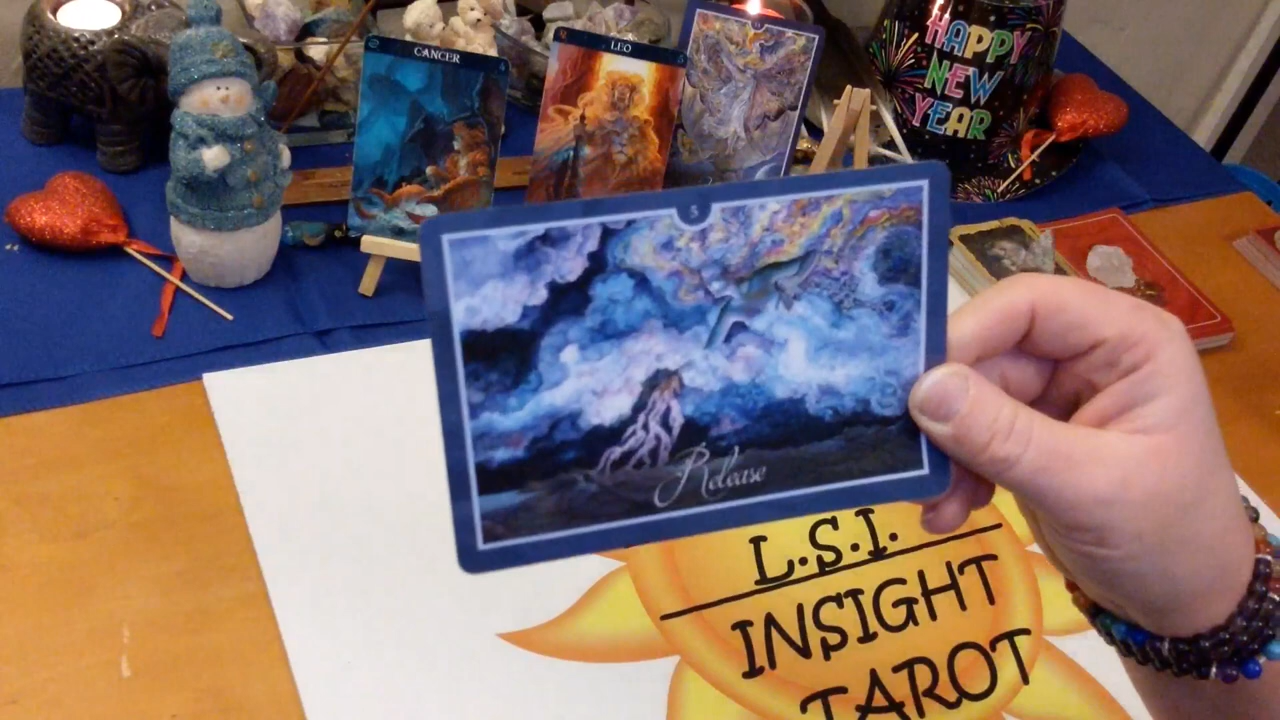 CANCER
LEO
HAPPY
NEW
YEAR
5
Release
L.S.I.
INSIGHT
TAROT